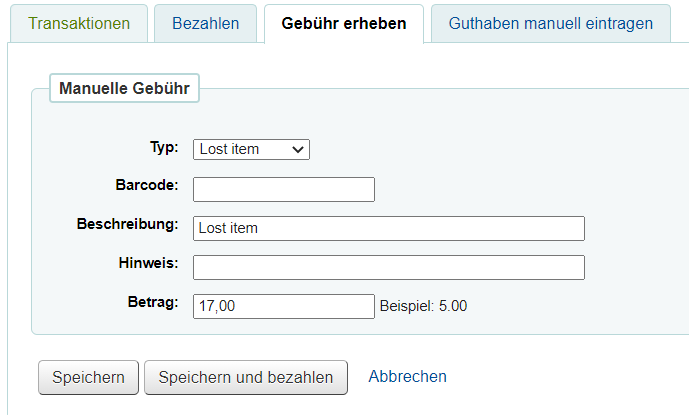 Transaktionen Bezahlen Gebühr erheben Guthaben manuell eintragen
Manuelle Gebühr
Typ: Lost item
Barcode:
Beschreibung: Lost item
Hinweis:
Betrag: 17,00 Beispiel: 5.00
Speichern Speichern und bezahlen Abbrechen